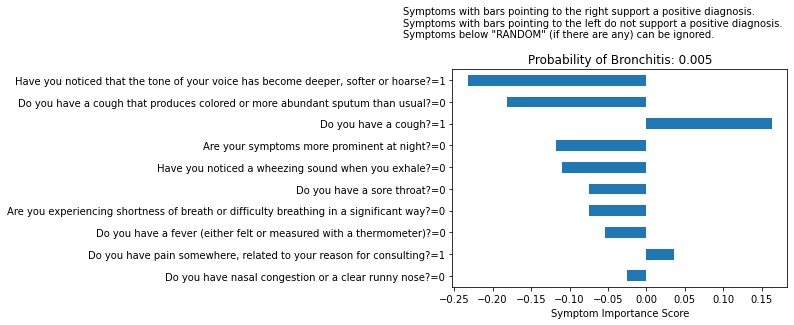 Symptoms with bars pointing to the right support a positive diagnosis.
Symptoms with bars pointing to the left do not support a positive diagnosis.
Symptoms below "RANDOM" (if there are any) can be ignored.
Probability of Bronchitis: 0.005
Have you noticed that the tone of your voice has become deeper, softer or hoarse?=1
Do you have a cough that produces colored or more abundant sputum than usual?=0
Do you have a cough?=1
Are your symptoms more prominent at night?=0
Have you noticed a wheezing sound when you exhale?=0
Do you have a sore throat?=0
Are you experiencing shortness of breath or difficulty breathing in a significant way?=0
Do you have a fever (either felt or measured with a thermometer)?=0
Do you have pain somewhere, related to your reason for consulting?=1
Do you have nasal congestion or a clear runny nose?=0
−0.25 −0.20 −0.15 −0.10 −0.05 0.00 0.05 0.10 0.15
Symptom Importance Score